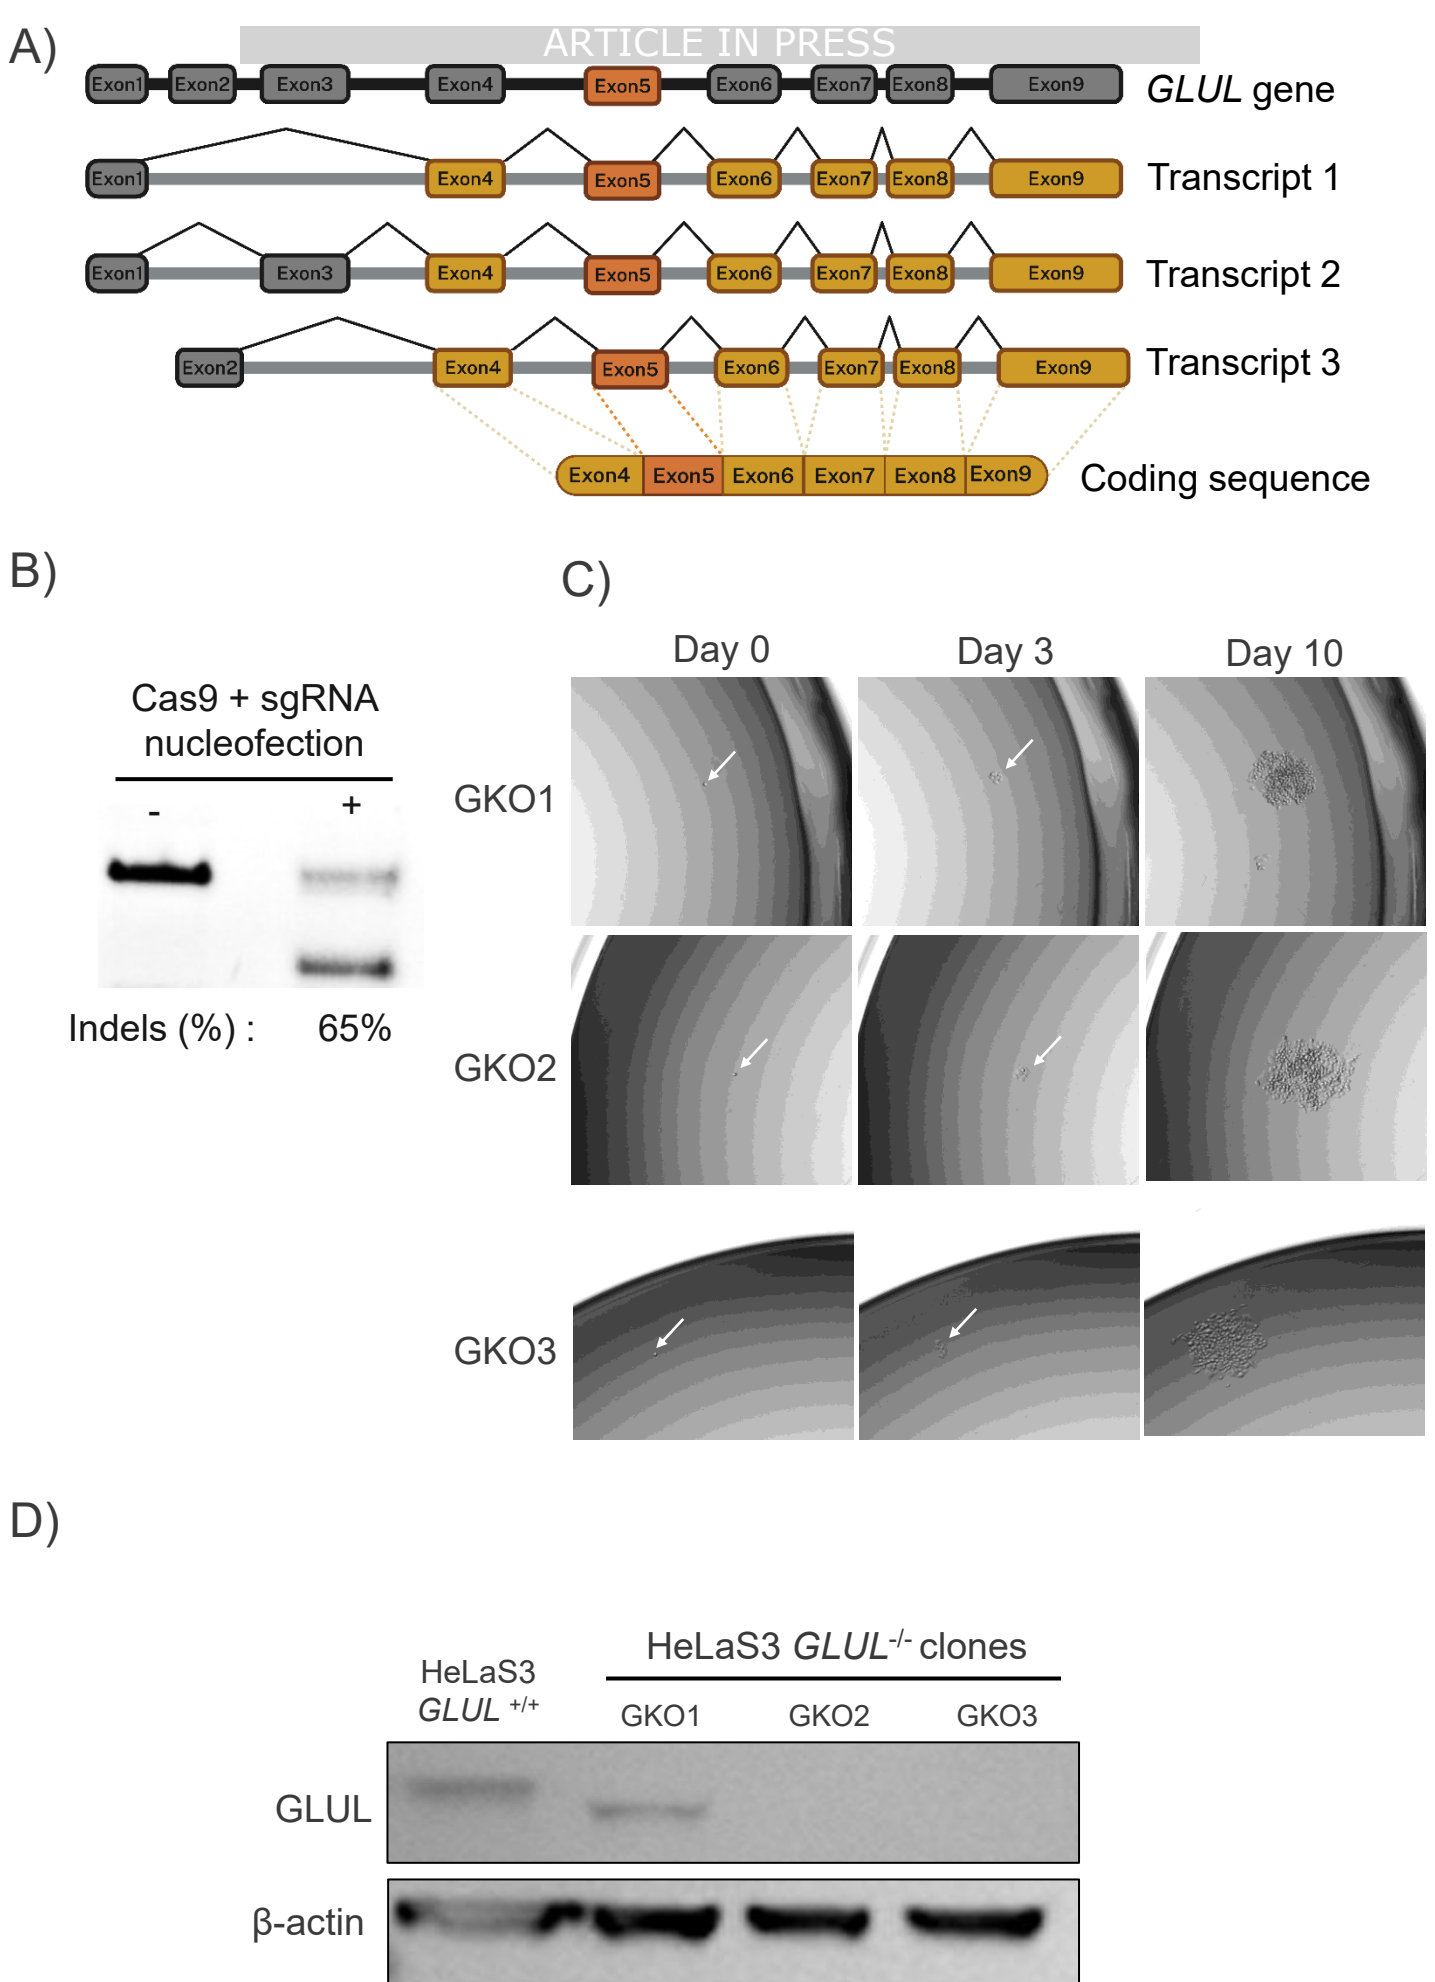 A)
ARTICLE IN PRESS
Exon1 Exon2 Exon3 Exon4 Exon5 Exon6 Exon7 Exon8 Exon9 GLUL gene
Exon1 Exon4 Exon5 Exon6 Exon7 Exon8 Exon9 Transcript 1
Exon1 Exon3 Exon4 Exon5 Exon6 Exon7 Exon8 Exon9 Transcript 2
Exon2 Exon4 Exon5 Exon6 Exon7 Exon8 Exon9 Transcript 3
Exon4 Exon5 Exon6 Exon7 Exon8 Exon9 Coding sequence
B)
Cas9 + sgRNA
nucleofection
- +
Indels (%) : 65%
C)
Day 0 Day 3 Day 10
GKO1
GKO2
GKO3
D)
HeLaS3 GLUL-/- clones
HeLaS3
GLUL +/+
GKO1 GKO2 GKO3
GLUL
β-actin